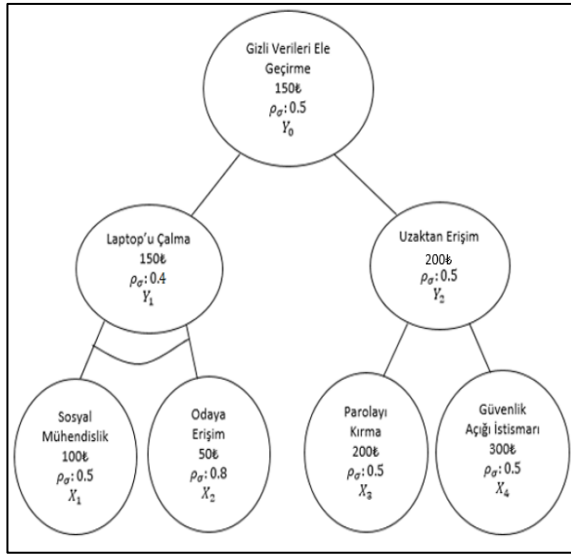 Gizli Verileri Ele
Geçirme
150₺
ρσ: 0.5
Y0
Laptop'u Çalma
150₺
ρσ: 0.4
Y1
Uzaktan Erişim
200₺
ρσ: 0.5
Y2
Sosyal
Mühendislik
100₺
ρσ: 0.5
X1
Odaya
Erişim
50₺
ρσ: 0.8
X2
Parolayı
Kırma
200₺
ρσ: 0.5
X3
Güvenlik
Açığı İstismarı
300₺
ρσ: 0.5
X4